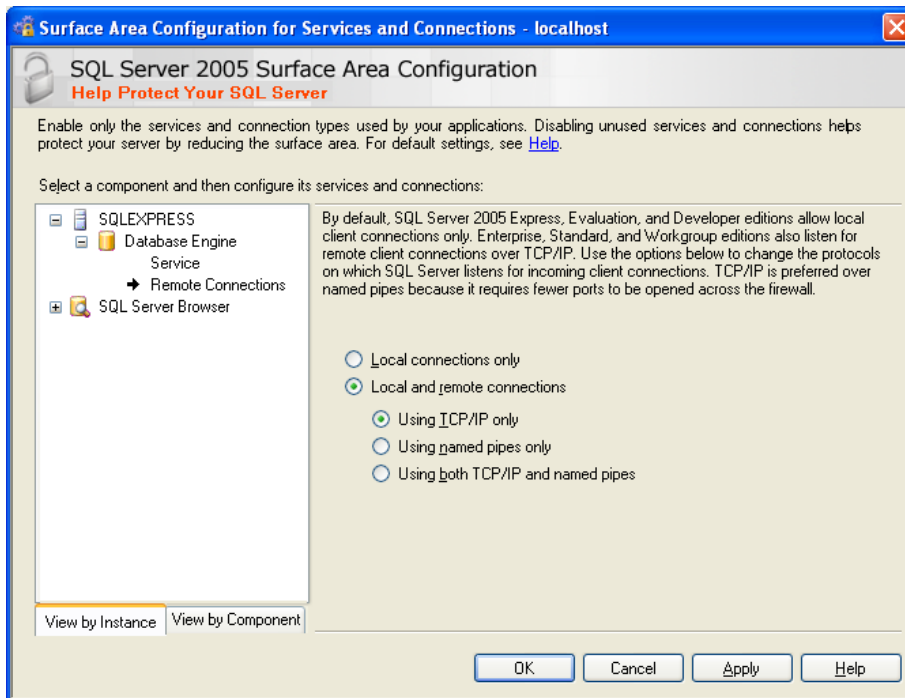 Surface Area Configuration for Services and Connections - localhost
SQL Server 2005 Surface Area Configuration
Help Protect Your SQL Server
Enable only the services and connection types used by your applications. Disabling unused services and connections helps
protect your server by reducing the surface area. For default settings, see Help.
Select a component and then configure its services and connections:
SQLEXPRESS
Database Engine
Service
Remote Connections
SQL Server Browser
View by Instance
View by Component
By default, SQL Server 2005 Express, Evaluation, and Developer editions allow local
client connections only. Enterprise, Standard, and Workgroup editions also listen for
remote client connections over TCP/IP. Use the options below to change the protocols
on which SQL Server listens for incoming client connections. TCP/IP is preferred over
named pipes because it requires fewer ports to be opened across the firewall.
Local connections only
Local and remote connections
Using TCP/IP only
Using named pipes only
Using both TCP/IP and named pipes
OK
Cancel
Apply
Help